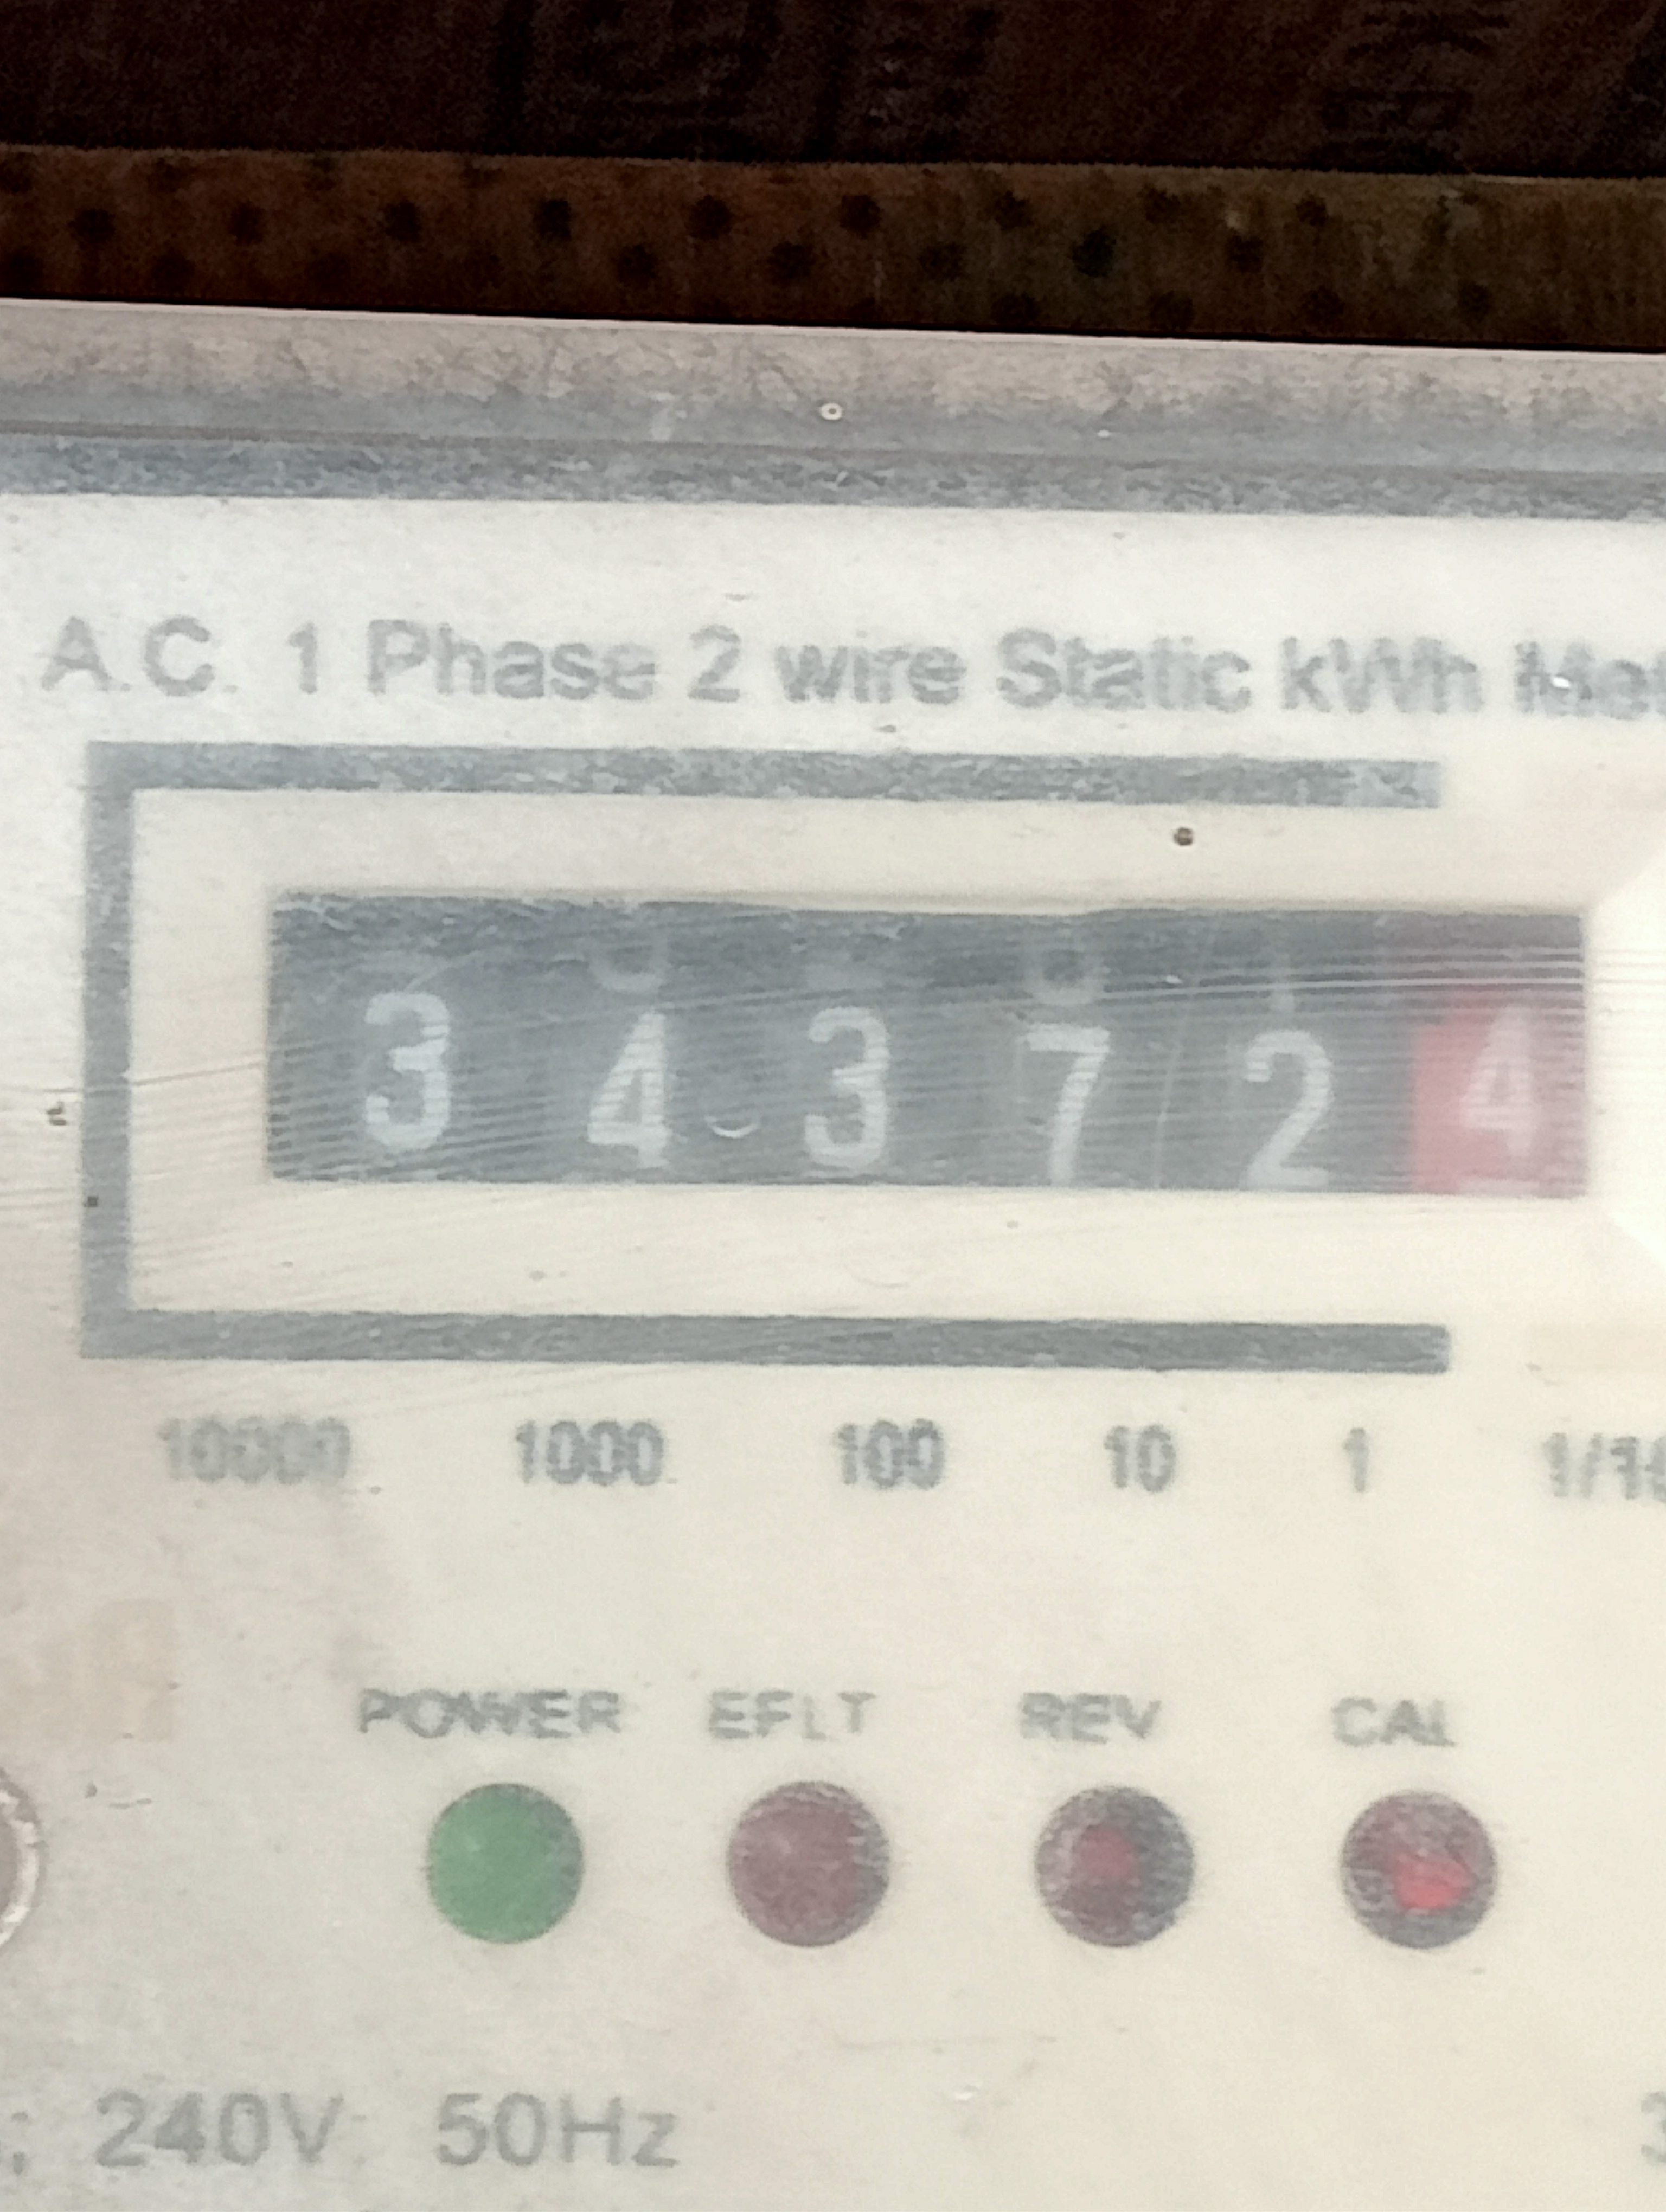 A.C. 1 Phase 2 wire Static kWh
3 4 3 7 2 4
10000 1000 100 10 1
POWER EFLT REV CAL
240V 50Hz